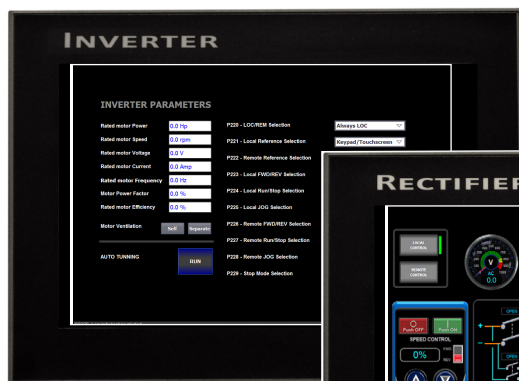 INVERTER
INVERTER PARAMETERS
Rated motor Power 0.0 Hp
Rated motor Speed 0.0 rpm
Rated motor Voltage 0.0 V
Rated motor Current 0.0 Amp
Rated motor Frequency 0.0 Hz
Motor Power Factor 0.0 %
Rated motor Efficiency 0.0 %
Motor Ventilation Self Separate
AUTO TUNNING RUN
P220 - LOC/REM Selection Always LOC
P221 - Local Reference Selection Keypad/Touchscreen
P222 - Remote Reference Selection
P223 - Local FWD/REV Selection
P224 - Local Run/Stop Selection
P225 - Local JOG Selection
P226 - Remote FWD/REV Selection
P227 - Remote Run/Stop Selection
P228 - Remote JOG Selection
P229 - Stop Mode Selection
RECTIFIER
LOCAL
CONTROL
REMOTE
CONTROL
V
AC
0.0
Push OFF Push ON
SPEED CONTROL
0% FWD
REV
OPEN
+
-
OPEN